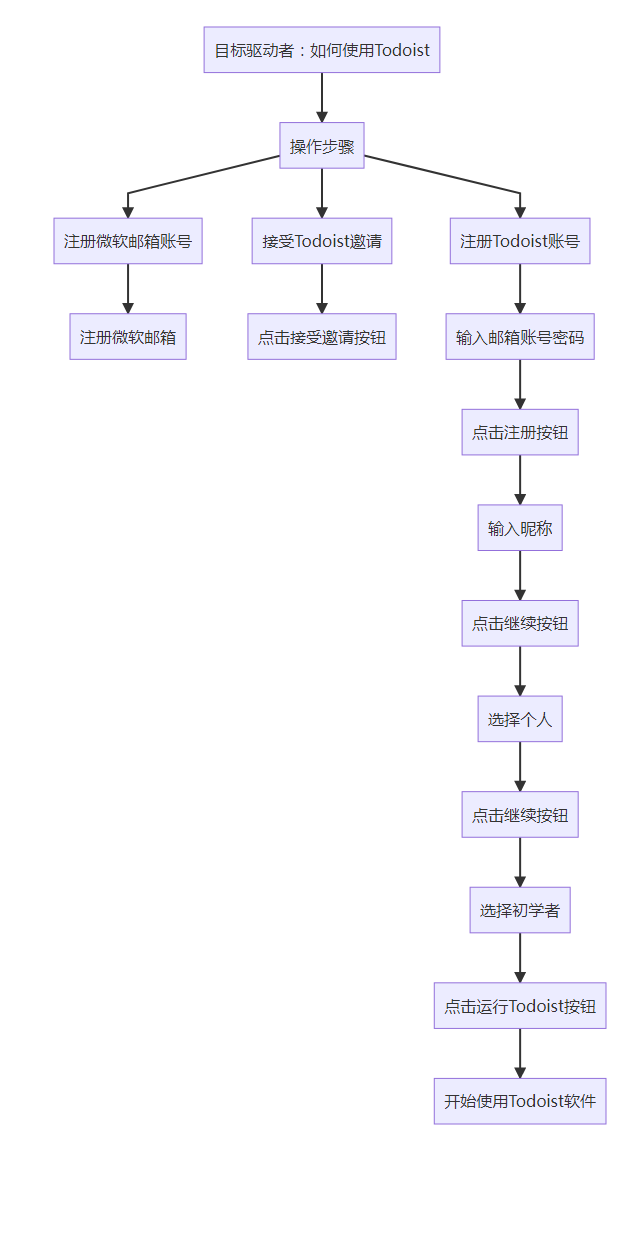 目标驱动者：如何使用Todoist
操作步骤
注册微软邮箱账号
接受Todoist邀请
注册Todoist账号
注册微软邮箱
点击接受邀请按钮
输入邮箱账号密码
点击注册按钮
输入昵称
点击继续按钮
选择个人
点击继续按钮
选择初学者
点击运行Todoist按钮
开始使用Todoist软件